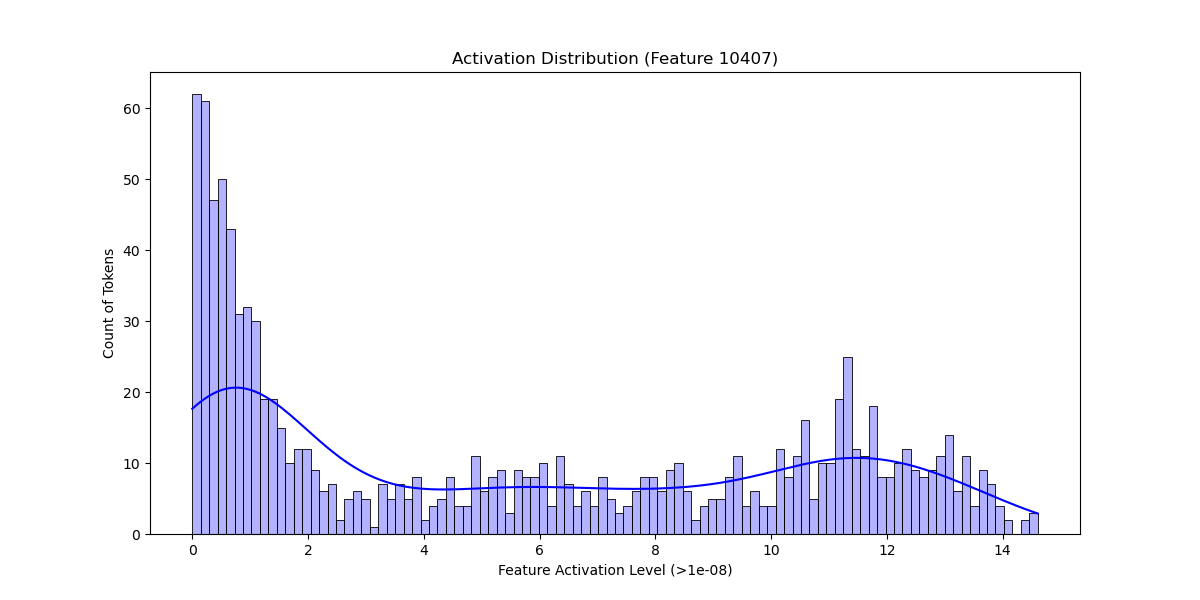 Activation Distribution (Feature 10407)
Count of Tokens
60
50
40
30
20
10
0
0 2 4 6 8 10 12 14
Feature Activation Level (>1e-08)